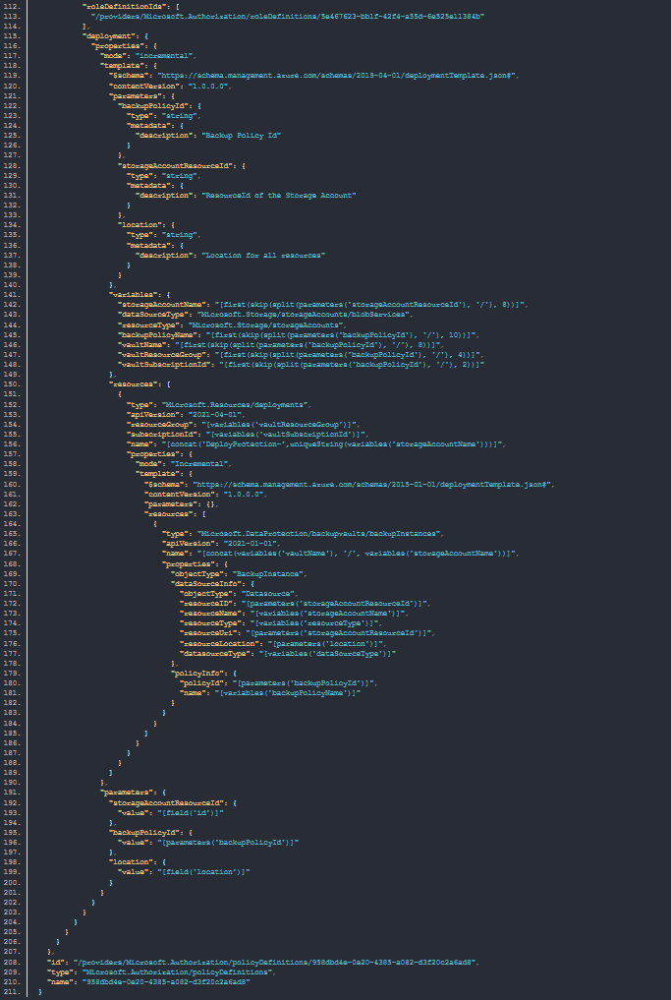 112. "roleDefinitionIds": [
113. "/providers/Microsoft.Authorization/roleDefinitions/5e467623-bb1f-42f4-a55d-6e525e11384b"
114. ],
115. "deployment": {
116. "properties": {
117. "mode": "incremental",
118. "template": {
119. "$schema": "https://schema.management.azure.com/schemas/2019-04-01/deploymentTemplate.json#",
120. "contentVersion": "1.0.0.0",
121. "parameters": {
122. "backupPolicyId": {
123. "type": "string",
124. "metadata": {
125. "description": "Backup Policy Id"
126. }
127. },
128. "storageAccountResourceId": {
129. "type": "string",
130. "metadata": {
131. "description": "ResourceId of the Storage Account"
132. }
133. },
134. "location": {
135. "type": "string",
136. "metadata": {
137. "description": "Location for all resources"
138. }
139. }
140. },
141. "variables": {
142. "storageAccountName": "[first(skip(split(parameters('storageAccountResourceId'), '/'), 8))]",
143. "dataSourceType": "Microsoft.Storage/storageAccounts/blobServices",
144. "resourceType": "Microsoft.Storage/storageAccounts",
145. "backupPolicyName": "[first(skip(split(parameters('backupPolicyId'), '/'), 10))]",
146. "vaultName": "[first(skip(split(parameters('backupPolicyId'), '/'), 8))]",
147. "vaultResourceGroup": "[first(skip(split(parameters('backupPolicyId'), '/'), 4))]",
148. "vaultSubscriptionId": "[first(skip(split(parameters('backupPolicyId'), '/'), 2))]"
149. },
150. "resources": [
151. {
152. "type": "Microsoft.Resources/deployments",
153. "apiVersion": "2021-04-01",
154. "resourceGroup": "[variables('vaultResourceGroup')]",
155. "subscriptionId": "[variables('vaultSubscriptionId')]",
156. "name": "[concat('DeployProtection-',uniqueString(variables('storageAccountName')))]",
157. "properties": {
158. "mode": "Incremental",
159. "template": {
160. "$schema": "https://schema.management.azure.com/schemas/2015-01-01/deploymentTemplate.json#",
161. "contentVersion": "1.0.0.0",
162. "parameters": {},
163. "resources": [
164. {
165. "type": "Microsoft.DataProtection/backupvaults/backupInstances",
166. "apiVersion": "2021-01-01",
167. "name": "[concat(variables('vaultName'), '/', variables('storageAccountName'))]",
168. "properties": {
169. "objectType": "BackupInstance",
170. "dataSourceInfo": {
171. "objectType": "Datasource",
172. "resourceID": "[parameters('storageAccountResourceId')]",
173. "resourceName": "[variables('storageAccountName')]",
174. "resourceType": "[variables('resourceType')]",
175. "resourceUri": "[parameters('storageAccountResourceId')]",
176. "resourceLocation": "[parameters('location')]",
177. "datasourceType": "[variables('dataSourceType')]"
178. },
179. "policyInfo": {
180. "policyId": "[parameters('backupPolicyId')]",
181. "name": "[variables('backupPolicyName')]"
182. }
183. }
184. }
185. ]
186. }
187. }
188. }
189. ]
190. },
191. "parameters": {
192. "storageAccountResourceId": {
193. "value": "[field('id')]"
194. },
195. "backupPolicyId": {
196. "value": "[parameters('backupPolicyId')]"
197. },
198. "location": {
199. "value": "[field('location')]"
200. }
201. }
202. }
203. }
204. }
205. }
206. }
207. },
208. "id": "/providers/Microsoft.Authorization/policyDefinitions/958dbd4e-0e20-4385-a082-d3f20c2a6ad8",
209. "type": "Microsoft.Authorization/policyDefinitions",
210. "name": "958dbd4e-0e20-4385-a082-d3f20c2a6ad8"
211. }